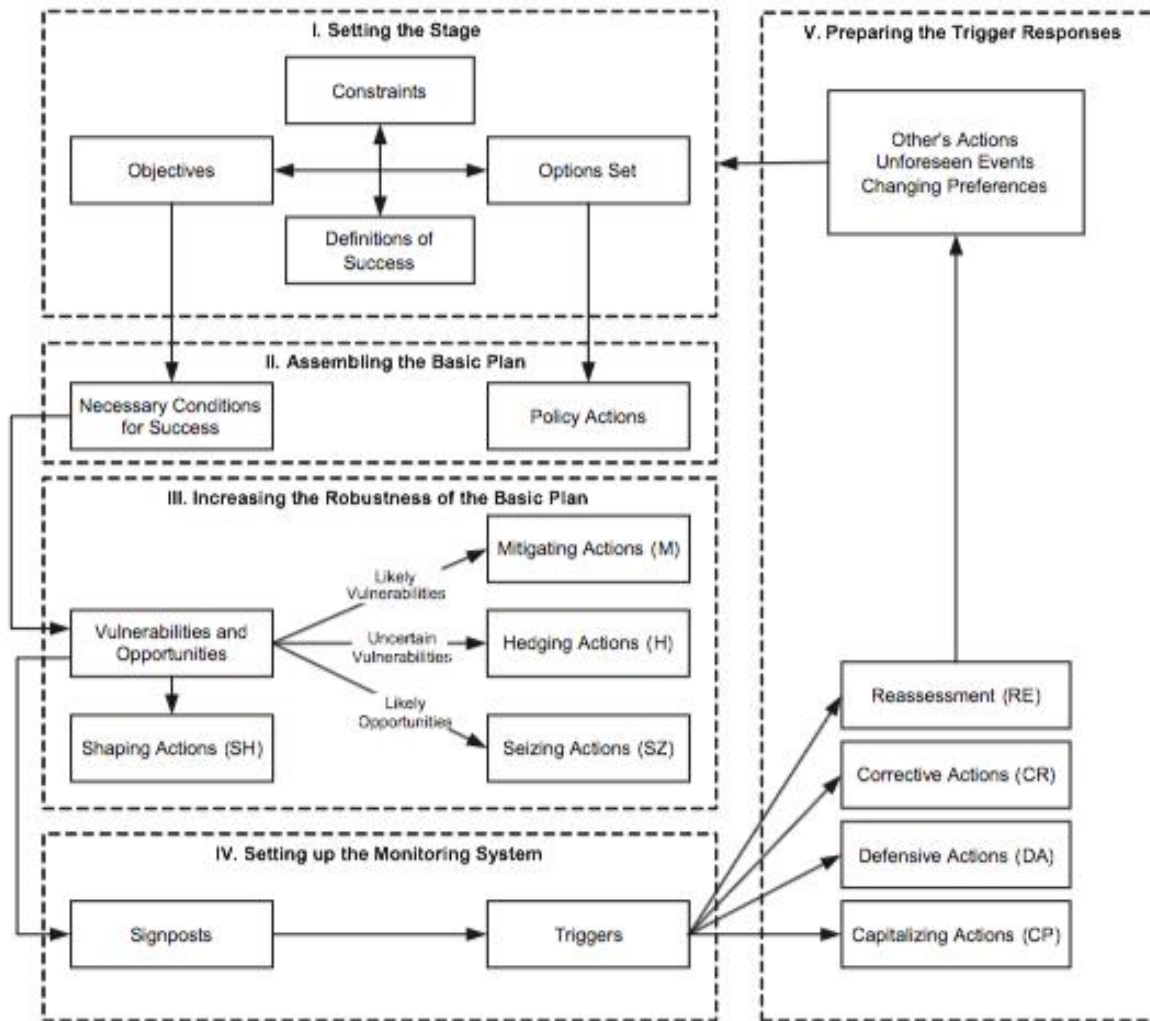 I. Setting the Stage
Constraints
Objectives
Options Set
Definitions of
Success
II. Assembling the Basic Plan
Necessary Conditions
for Success
Policy Actions
III. Increasing the Robustness of the Basic Plan
Mitigating Actions (M)
Likely
Vulnerabilities
Vulnerabilities and
Opportunities
Uncertain
Vulnerabilities
Hedging Actions (H)
Likely
Opportunities
Shaping Actions (SH)
Seizing Actions (SZ)
IV. Setting up the Monitoring System
Signposts
Triggers
V. Preparing the Trigger Responses
Other's Actions
Unforeseen Events
Changing Preferences
Reassessment (RE)
Corrective Actions (CR)
Defensive Actions (DA)
Capitalizing Actions (CP)